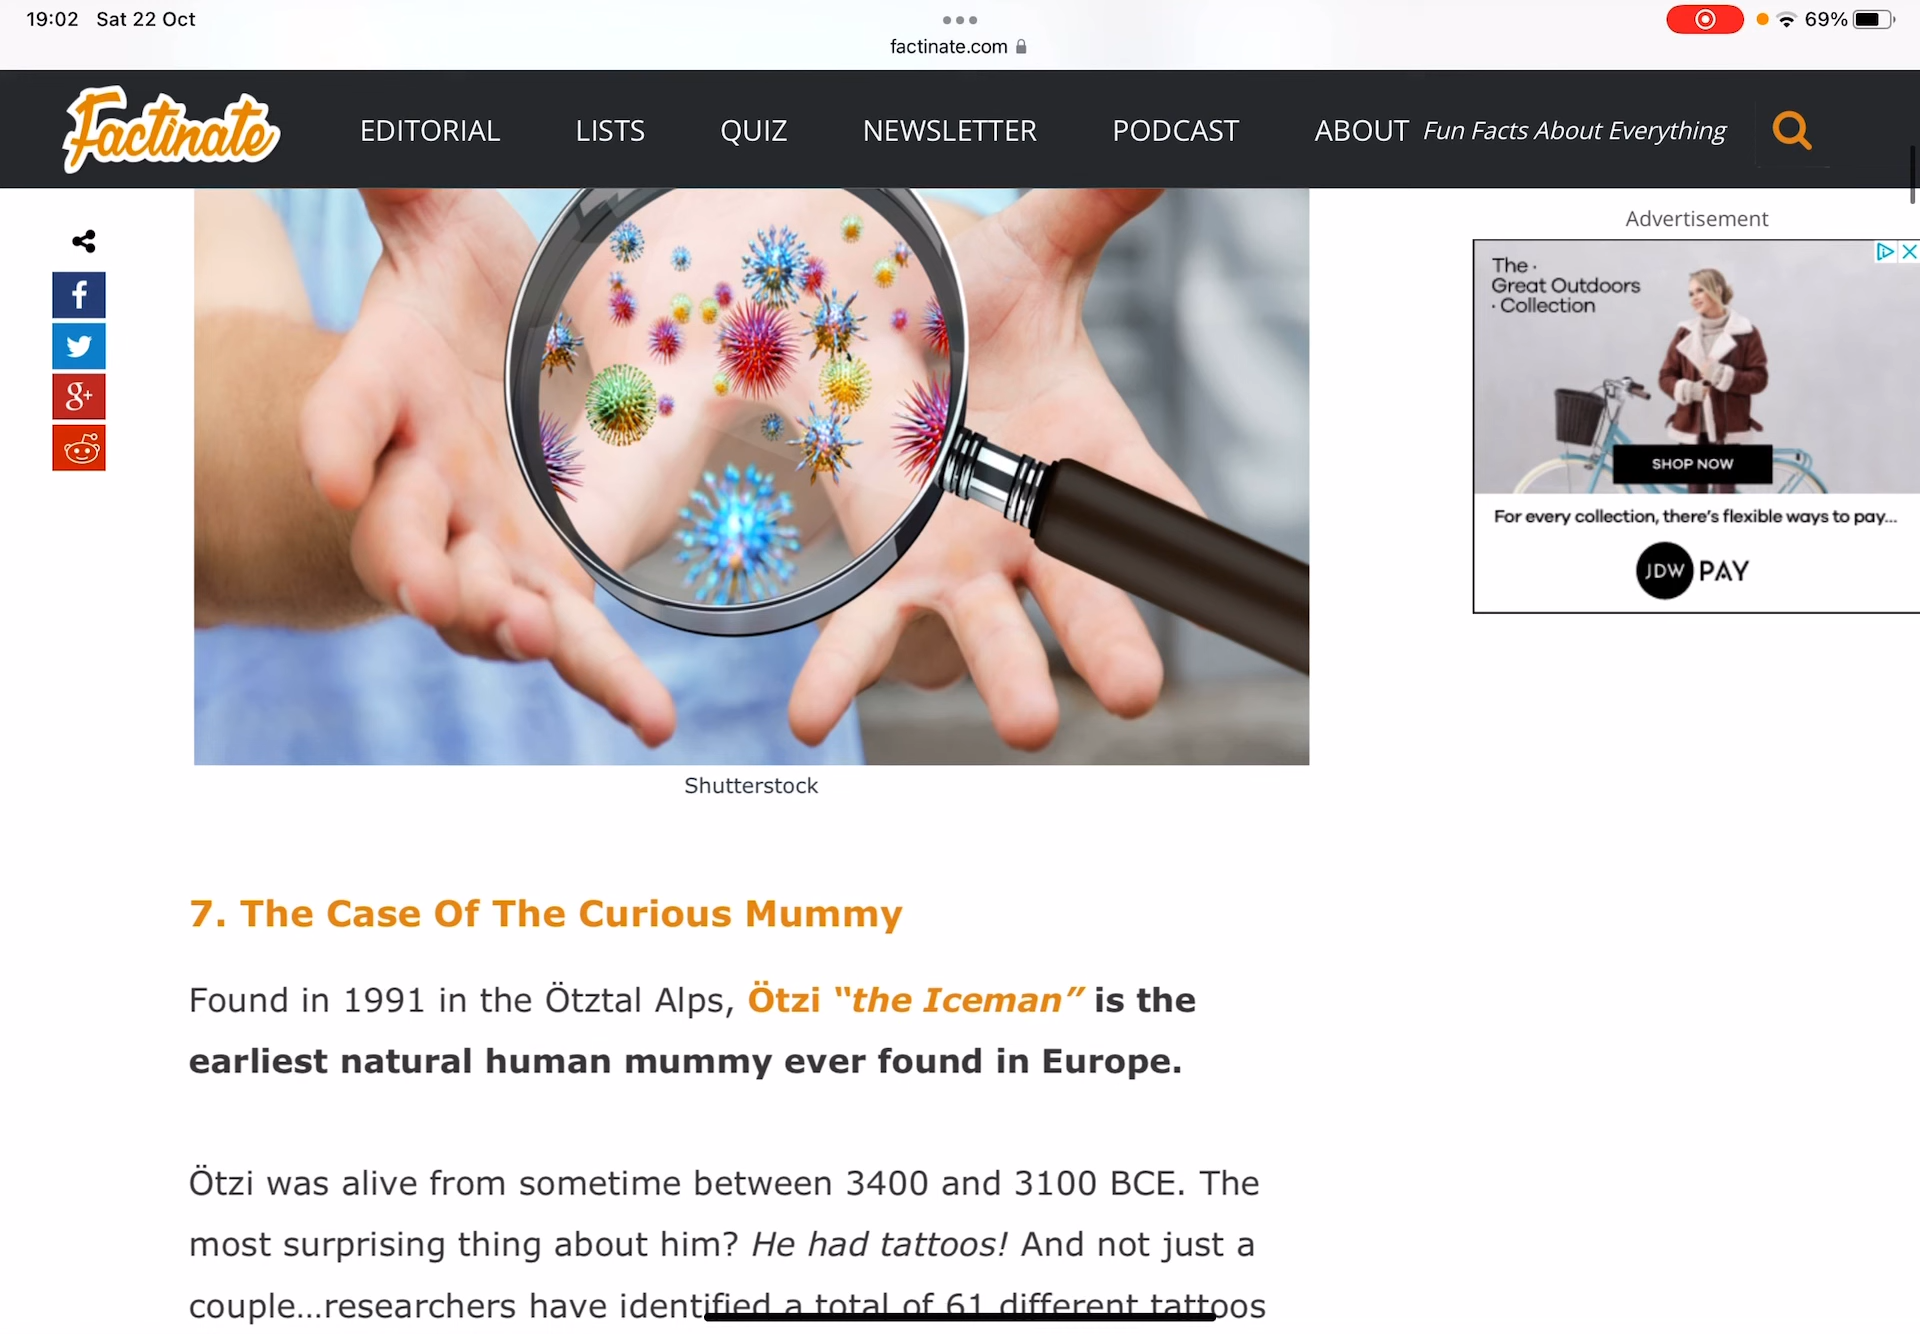 19:02 Sat 22 Oct
69%
factinate.com
Factinate EDITORIAL LISTS QUIZ NEWSLETTER PODCAST ABOUT Fun Facts About Everything
Advertisement
The
Great Outdoors
Collection
SHOP NOW
For every collection, there's flexible ways to pay...
JDW PAY
f
g+
Shutterstock
7. The Case Of The Curious Mummy
Found in 1991 in the Ötztal Alps, Ötzi “the Iceman” is the
earliest natural human mummy ever found in Europe.
Ötzi was alive from sometime between 3400 and 3100 BCE. The
most surprising thing about him? He had tattoos! And not just a
couple…researchers have identified a total of 61 different tattoos